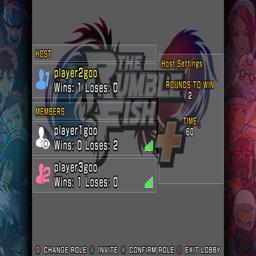 HOST
player2goo
Wins: 1 Loses: 0
MEMBERS
player1goo
Wins: 0 Loses: 2
player3goo
Wins: 1 Loses: 0
THE
RUMBLE
FISH
+
Host Settings
ROUNDS TO WIN
2
TIME
60
CHANGE ROLE INVITE CONFIRM ROLE EXIT LOBBY